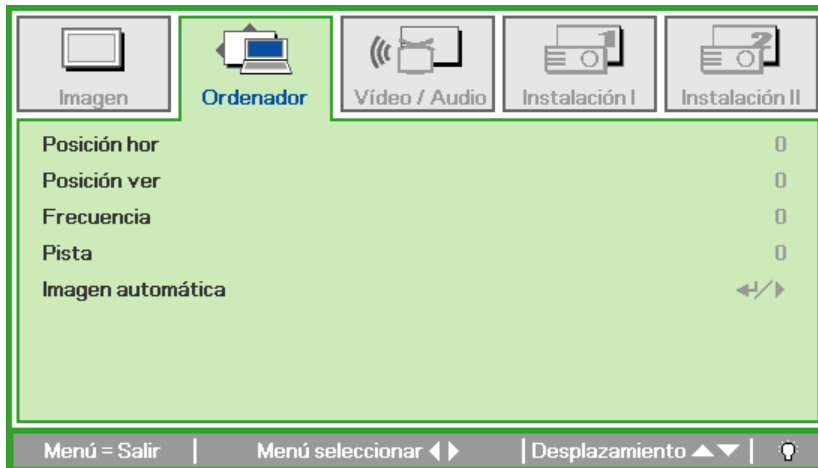 Imagen Ordenador Vídeo / Audio Instalación I Instalación II
Posición hor 0
Posición ver 0
Frecuencia 0
Pista 0
Imagen automática
Menú = Salir Menú seleccionar Desplazamiento